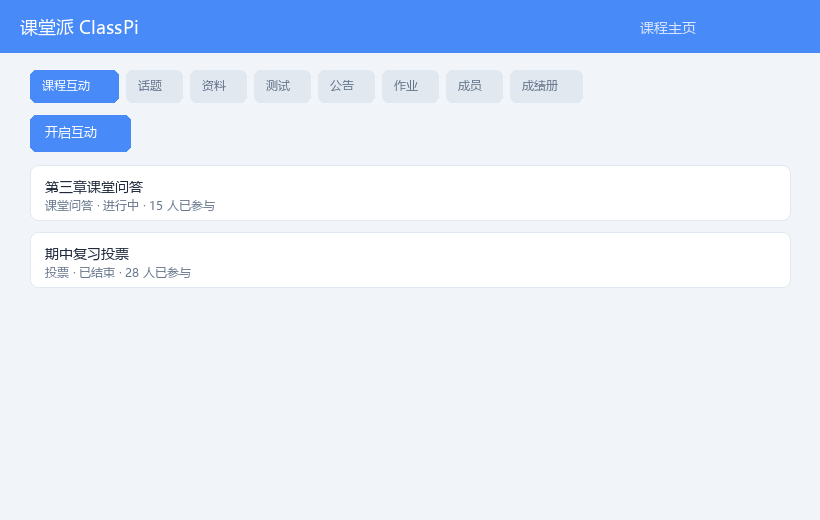 课堂派 ClassPi
课程主页
课程互动 话题 资料 测试 公告 作业 成员 成绩册
开启互动
第三章课堂问答
课堂问答 · 进行中 · 15 人已参与
期中复习投票
投票 · 已结束 · 28 人已参与